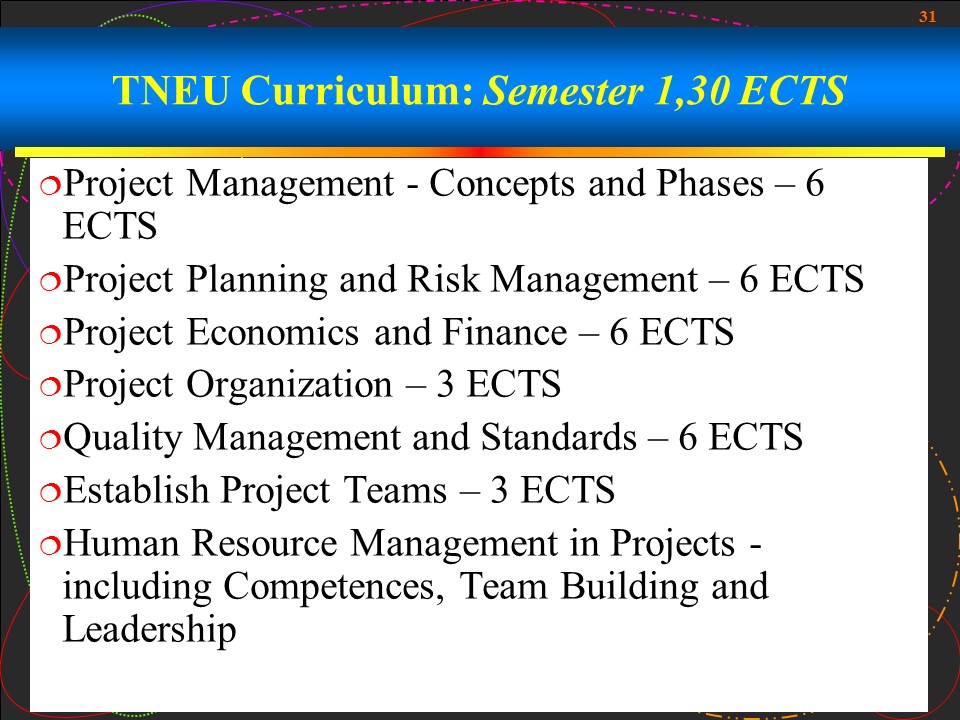 31
TNEU Curriculum: Semester 1,30 ECTS
Project Management - Concepts and Phases – 6
ECTS
Project Planning and Risk Management – 6 ECTS
Project Economics and Finance – 6 ECTS
Project Organization – 3 ECTS
Quality Management and Standards – 6 ECTS
Establish Project Teams – 3 ECTS
Human Resource Management in Projects -
including Competences, Team Building and
Leadership